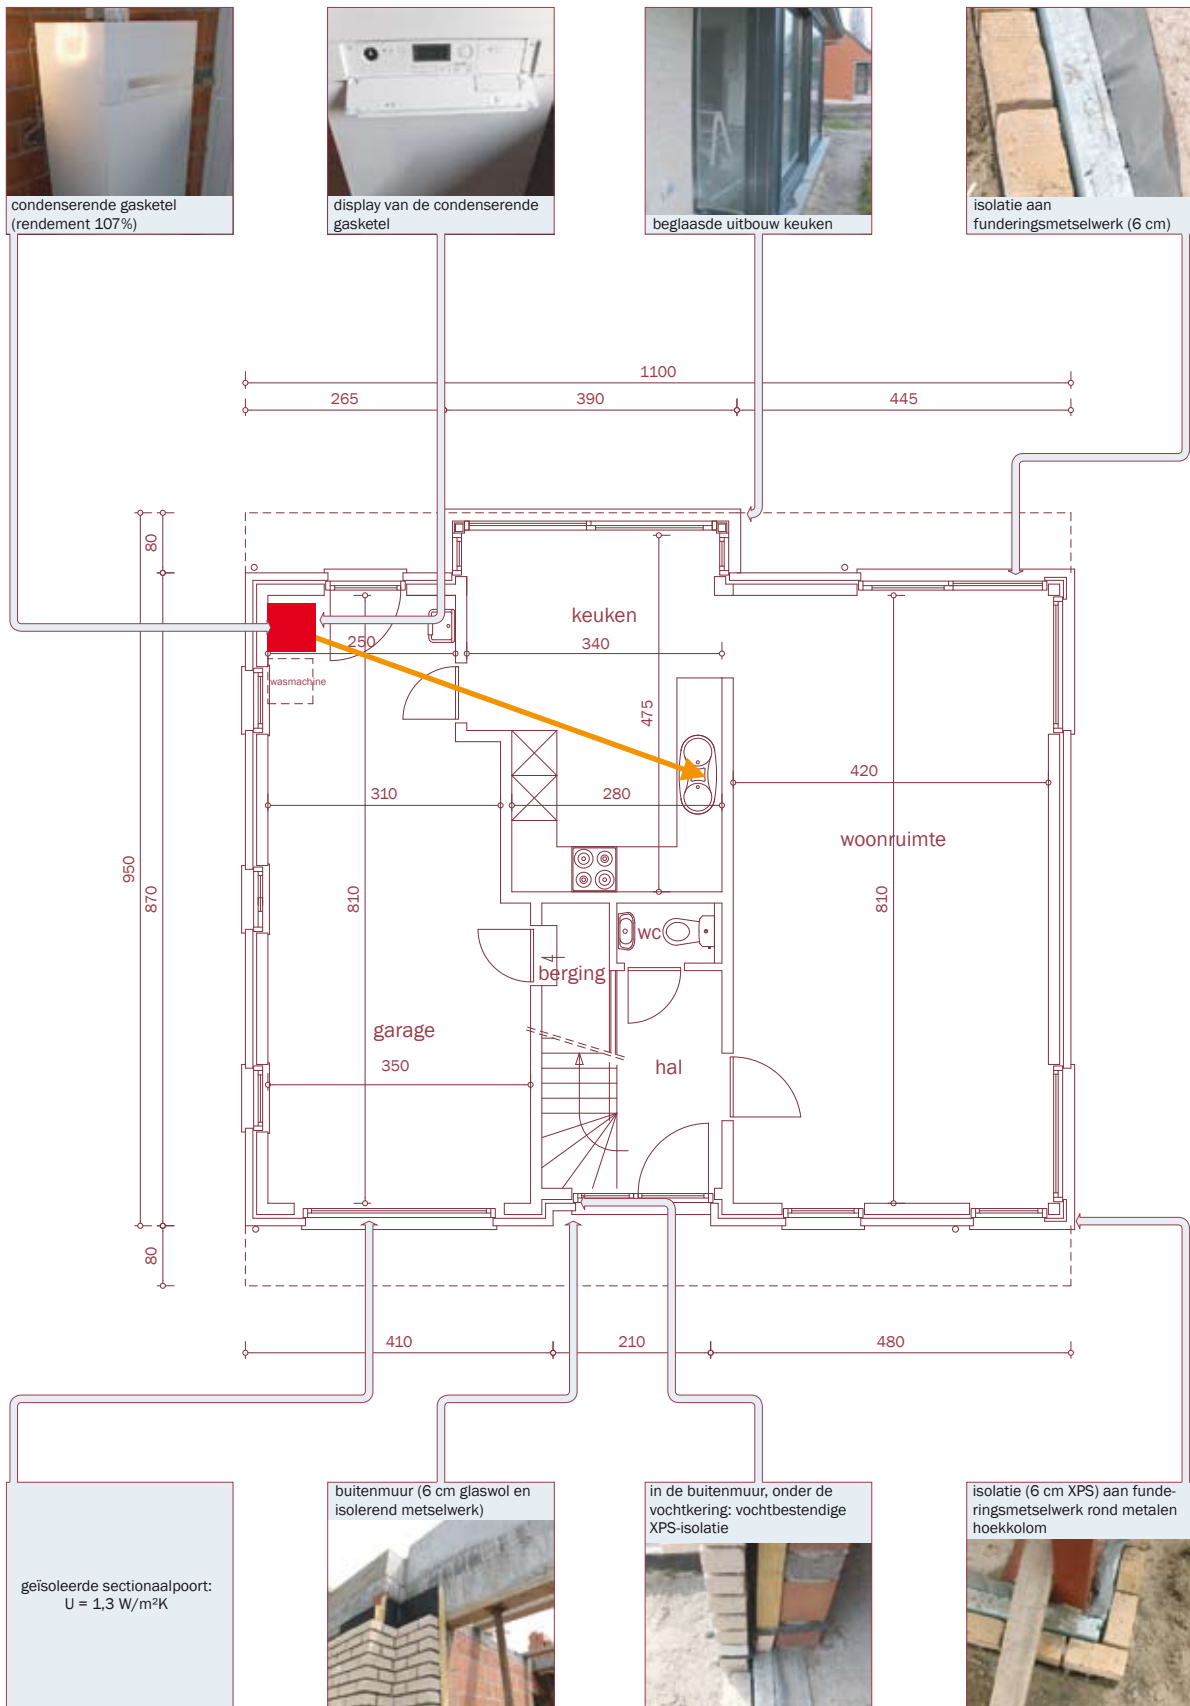 condenserende gasketel
(rendement 107%)
display van de condenserende
gasketel
beglaasde uitbouw keuken
isolatie aan
funderingsmetselwerk (6 cm)
1100
265
390
445
80
keuken
250
340
wasmachine
475
420
310
280
woonruimte
950
870
810
810
wc
berging
garage
350
hal
80
410
210
480
geïsoleerde sectionaalpoort:
U = 1,3 W/m²K
buitenmuur (6 cm glaswol en
isolerend metselwerk)
in de buitenmuur, onder de
vochtkering: vochtbestendige
XPS-isolatie
isolatie (6 cm XPS) aan funde-
ringsmetselwerk rond metalen
hoekkolom